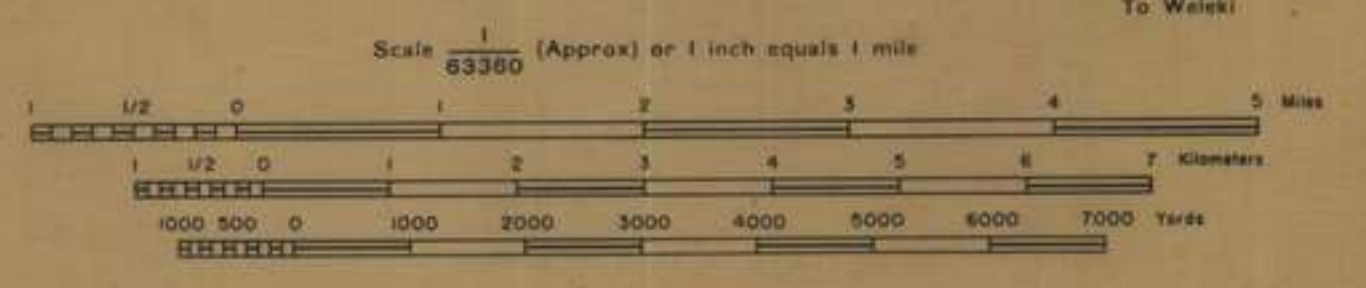 To Weleki
Scale 1/63360 (Approx) or 1 inch equals 1 mile
1 1/2 0 1 2 3 4 5 Miles
1 1/2 0 1 2 3 4 5 6 7 Kilometers
1000 500 0 1000 2000 3000 4000 5000 6000 7000 Yards